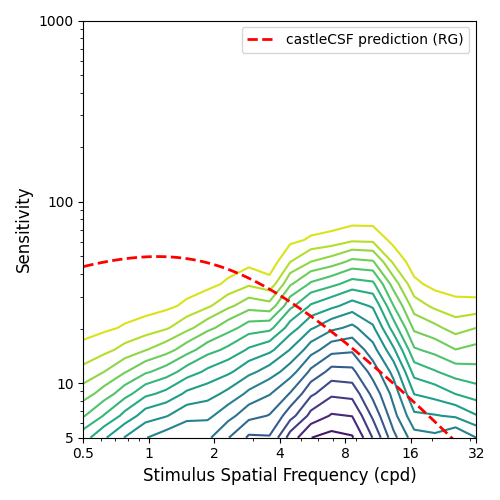 1000
castleCSF prediction (RG)
100
Sensitivity
10
5
0.5 1 2 4 8 16 32
Stimulus Spatial Frequency (cpd)